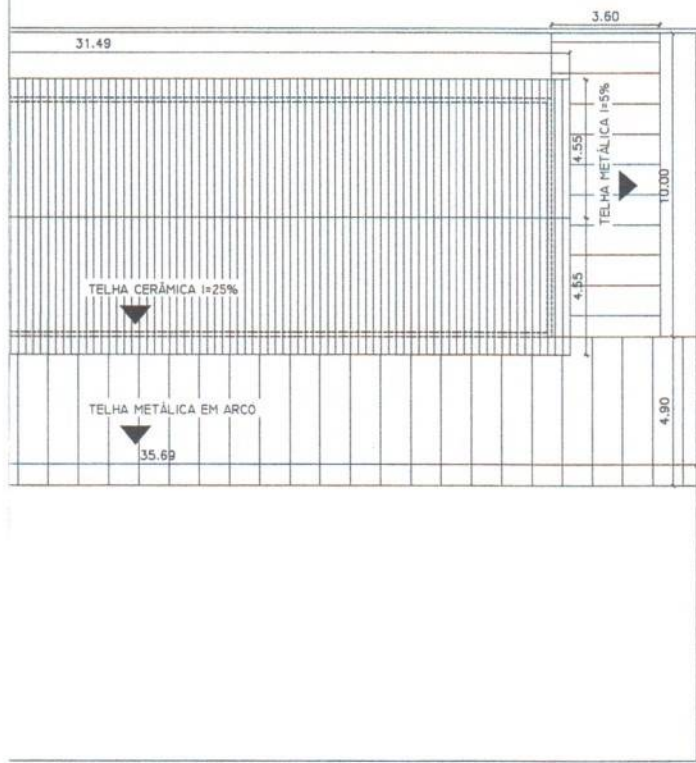 3.60
31.49
4.55
TELHA METÁLICA I=5%
10.00
4.55
TELHA CERÂMICA I=25%
4.90
TELHA METÁLICA EM ARCO
35.69